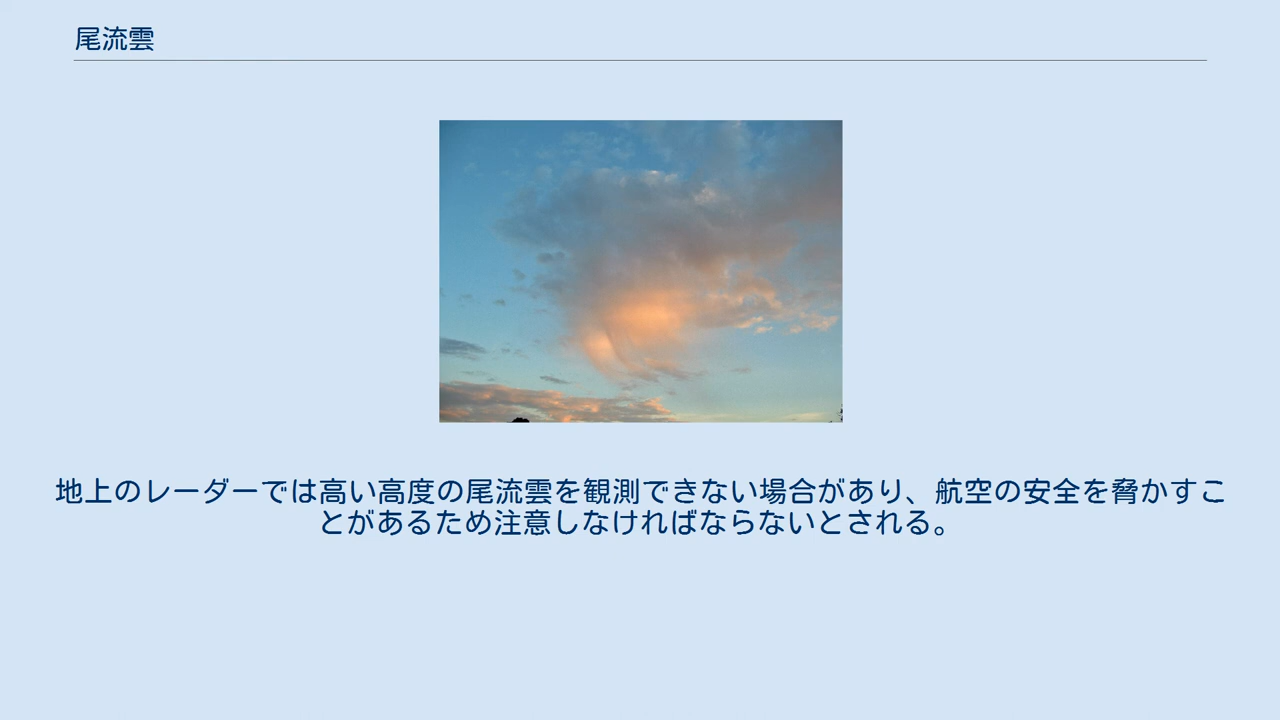 尾流雲
地上のレーダーでは高い高度の尾流雲を観測できない場合があり、航空の安全を脅かすこ
とがあるため注意しなければならないとされる。